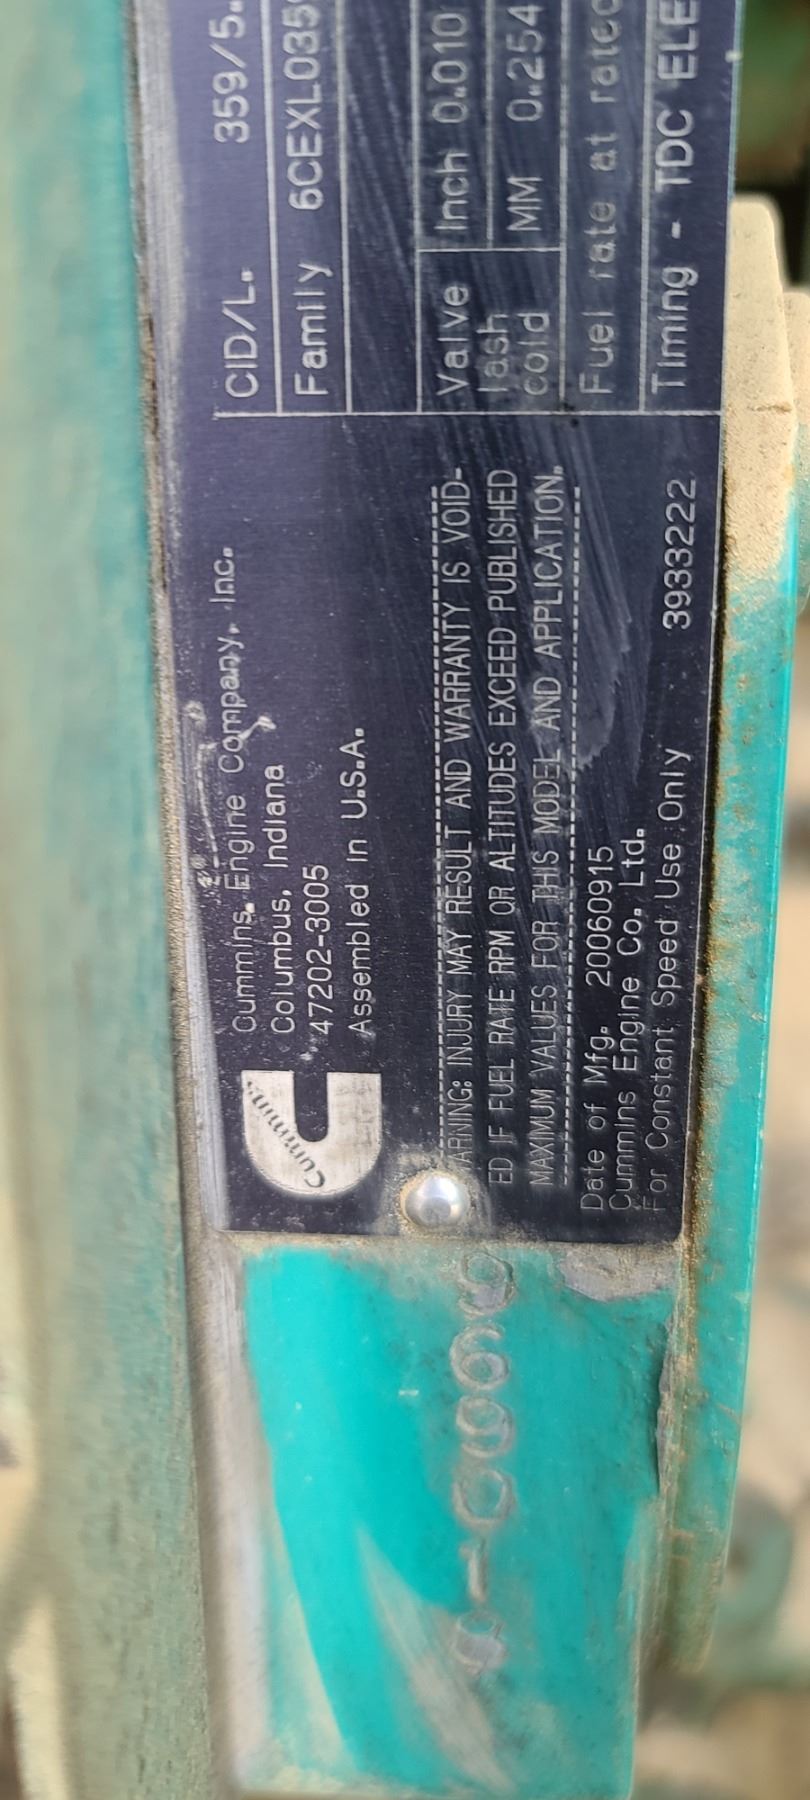 Cummins
Cummins Engine Company, Inc.
Columbus, Indiana
47202-3005
Assembled in U.S.A.
WARNING: INJURY MAY RESULT AND WARRANTY IS VOID-
ED IF FUEL RATE RPM OR ALTITUDES EXCEED PUBLISHED
MAXIMUM VALUES FOR THIS MODEL AND APPLICATION.
Date of Mfg. 20060915
Cummins Engine Co. Ltd.
For Constant Speed Use Only 3933222
CID/L. 359/5.
Family 6CEXL0359
Valve lash cold
Inch 0.010
MM 0.254
Fuel rate at rated
Timing - TDC ELE